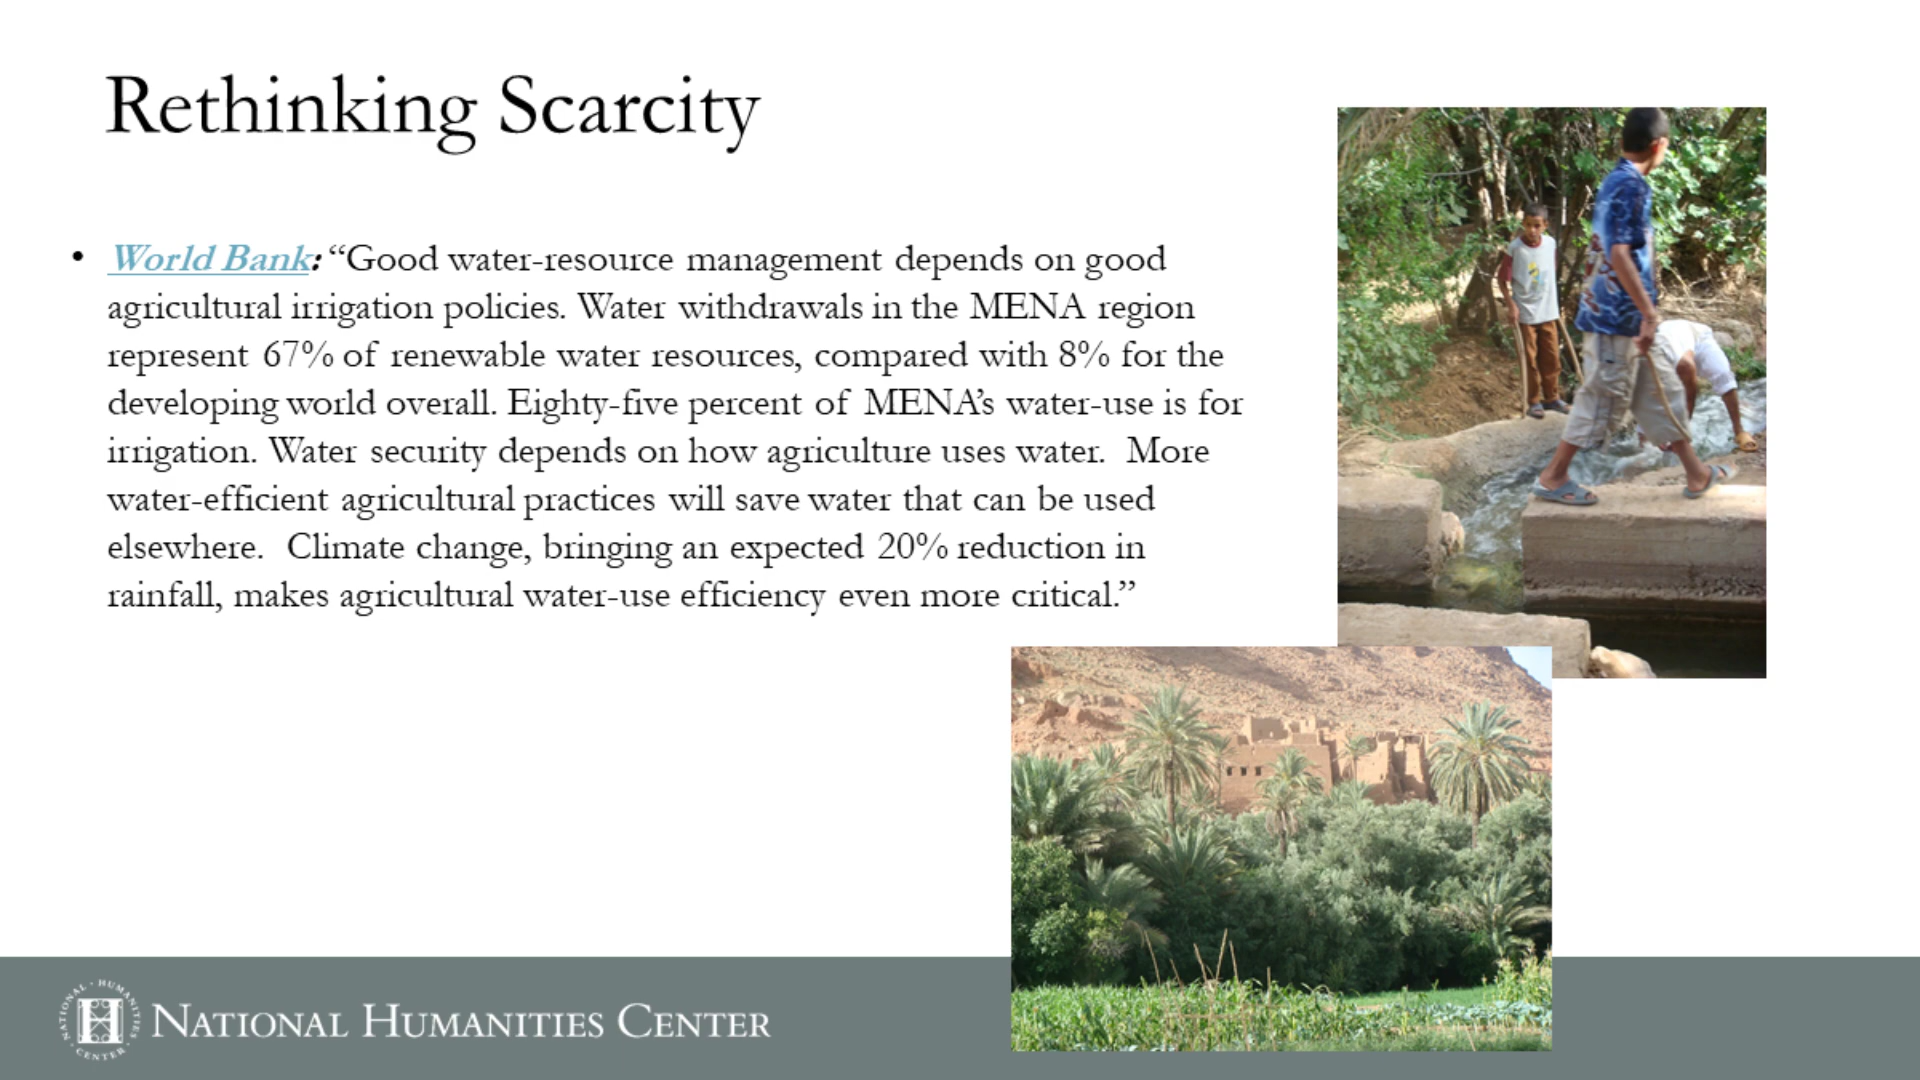 Rethinking Scarcity
• World Bank: “Good water-resource management depends on good
agricultural irrigation policies. Water withdrawals in the MENA region
represent 67% of renewable water resources, compared with 8% for the
developing world overall. Eighty-five percent of MENA’s water-use is for
irrigation. Water security depends on how agriculture uses water.  More
water-efficient agricultural practices will save water that can be used
elsewhere.  Climate change, bringing an expected 20% reduction in
rainfall, makes agricultural water-use efficiency even more critical.”
NATIONAL · HUMANITIES · CENTER ·
H
NATIONAL HUMANITIES CENTER